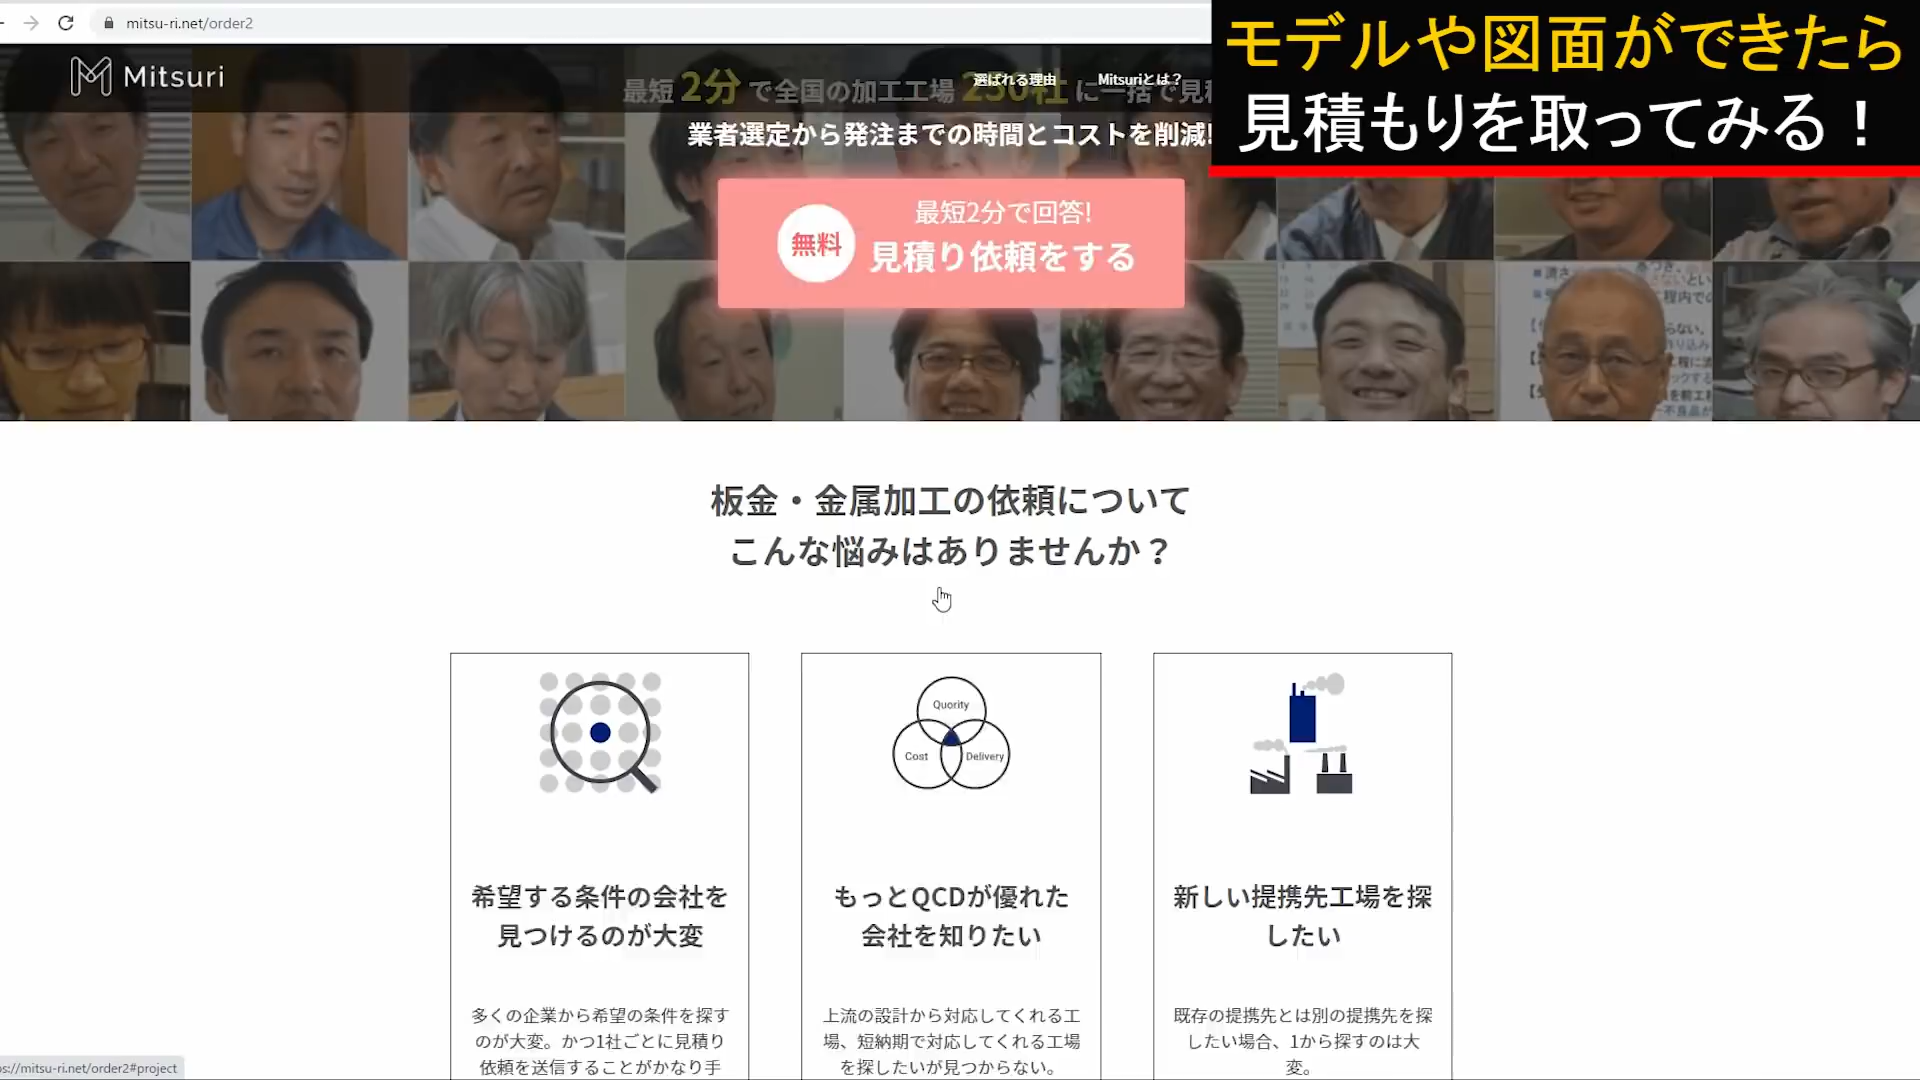 mitsu-ri.net/order2
モデルや図面ができたら
見積もりを取ってみる！
Mitsuri
選ばれる理由
Mitsuriとは？
最短 2分 で全国の加工工場 250社 に一括で見積
業者選定から発注までの時間とコストを削減!
無料
最短2分で回答!
見積り依頼をする
板金・金属加工の依頼について
こんな悩みはありませんか？
Quority
Cost
Delivery
希望する条件の会社を
見つけるのが大変
多くの企業から希望の条件を探す
のが大変。かつ1社ごとに見積り
依頼を送信することがかなり手
もっとQCDが優れた
会社を知りたい
上流の設計から対応してくれる工
場、短納期で対応してくれる工場
を探したいが見つからない。
新しい提携先工場を探
したい
既存の提携先とは別の提携先を探
したい場合、1から探すのは大
変。
ps://mitsu-ri.net/order2#project